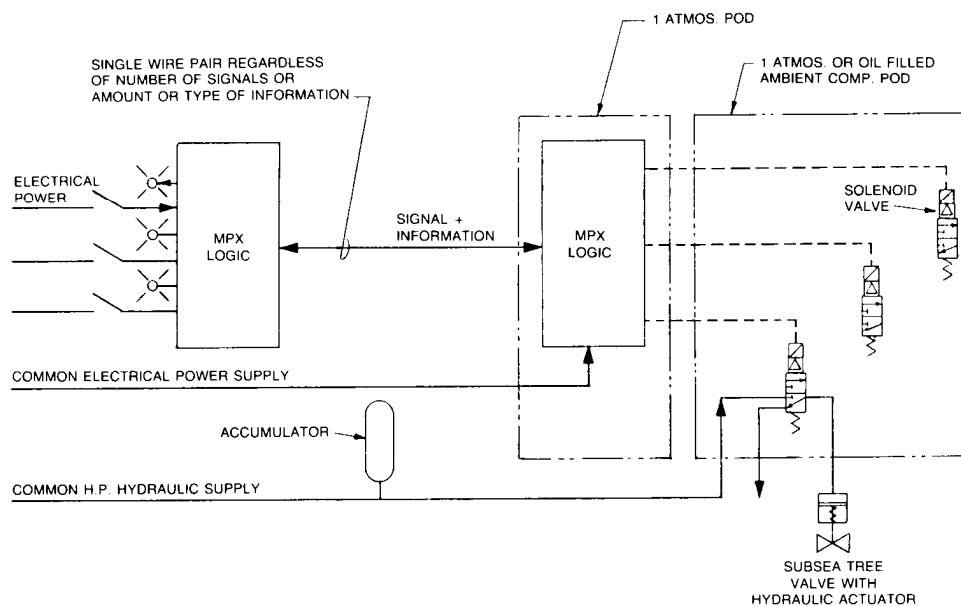 1 ATMOS. POD
SINGLE WIRE PAIR REGARDLESS
OF NUMBER OF SIGNALS OR
AMOUNT OR TYPE OF INFORMATION
1 ATMOS. OR OIL FILLED
AMBIENT COMP. POD
ELECTRICAL
POWER
MPX
LOGIC
SIGNAL +
INFORMATION
MPX
LOGIC
SOLENOID
VALVE
COMMON ELECTRICAL POWER SUPPLY
ACCUMULATOR
COMMON H.P. HYDRAULIC SUPPLY
SUBSEA TREE
VALVE WITH
HYDRAULIC ACTUATOR